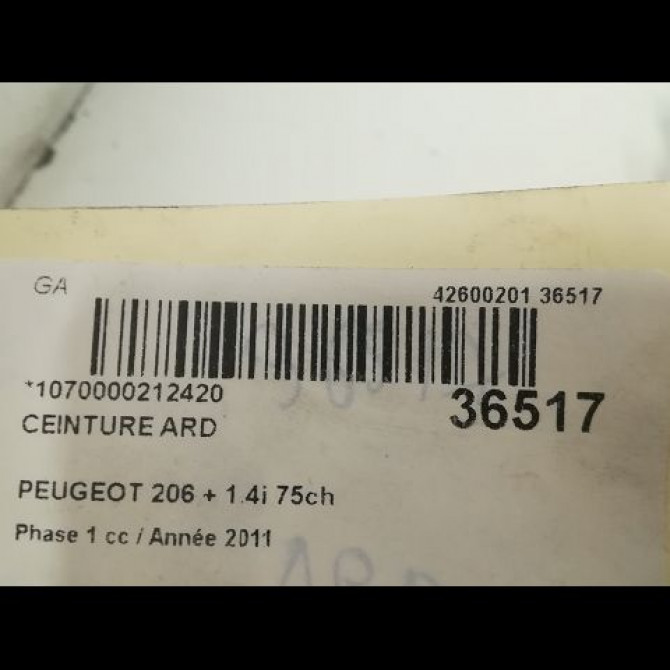 GA 42600201 36517
*1070000212420 36517
CEINTURE ARD
PEUGEOT 206 + 1.4i 75ch
Phase 1 cc / Année 2011